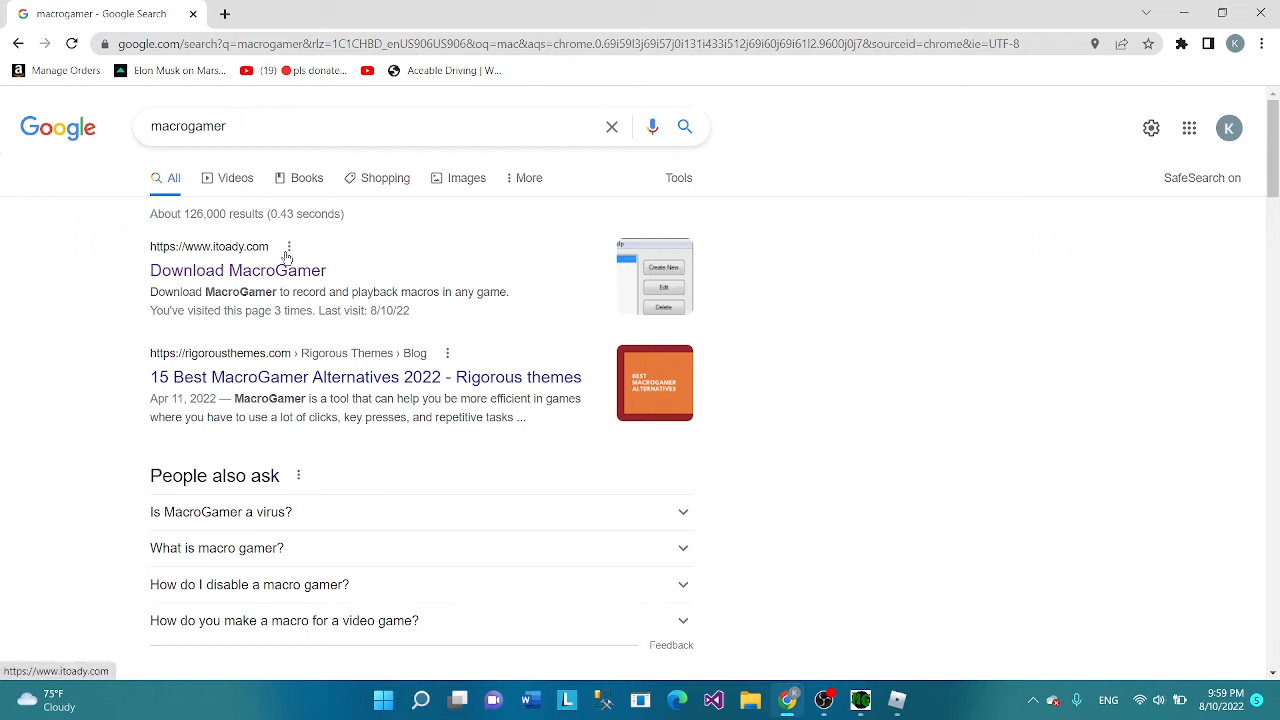 macrogamer - Google Search
google.com/search?q=macrogamer&rlz=1C1CHBD_enUS906US906&oq=mac&aqs=chrome.0.69i59l3j69i57j0i131i433i512j69i60j69i61l2.9600j0j7&sourceid=chrome&ie=UTF-8
K
a Manage Orders
Elon Musk on Mars...
(19) pls donate...
Aceable Driving | W...
Google
macrogamer
K
All
Videos
Books
Shopping
Images
More
Tools
SafeSearch on
About 126,000 results (0.43 seconds)
https://www.itoady.com
Download MacroGamer
Download MacroGamer to record and playback macros in any game.
You've visited this page 3 times. Last visit: 8/10/22
Create New
Edit
Delete
https://rigorousthemes.com › Rigorous Themes › Blog
15 Best MacroGamer Alternatives 2022 - Rigorous themes
Apr 11, 2022 — MacroGamer is a tool that can help you be more efficient in games
where you have to use a lot of clicks, key presses, and repetitive tasks ...
BEST
MACROGAMER
ALTERNATIVES
People also ask
Is MacroGamer a virus?
What is macro gamer?
How do I disable a macro gamer?
How do you make a macro for a video game?
Feedback
https://www.itoady.com
75°F
Cloudy
W
L
K
MG
ENG
9:59 PM
8/10/2022
5